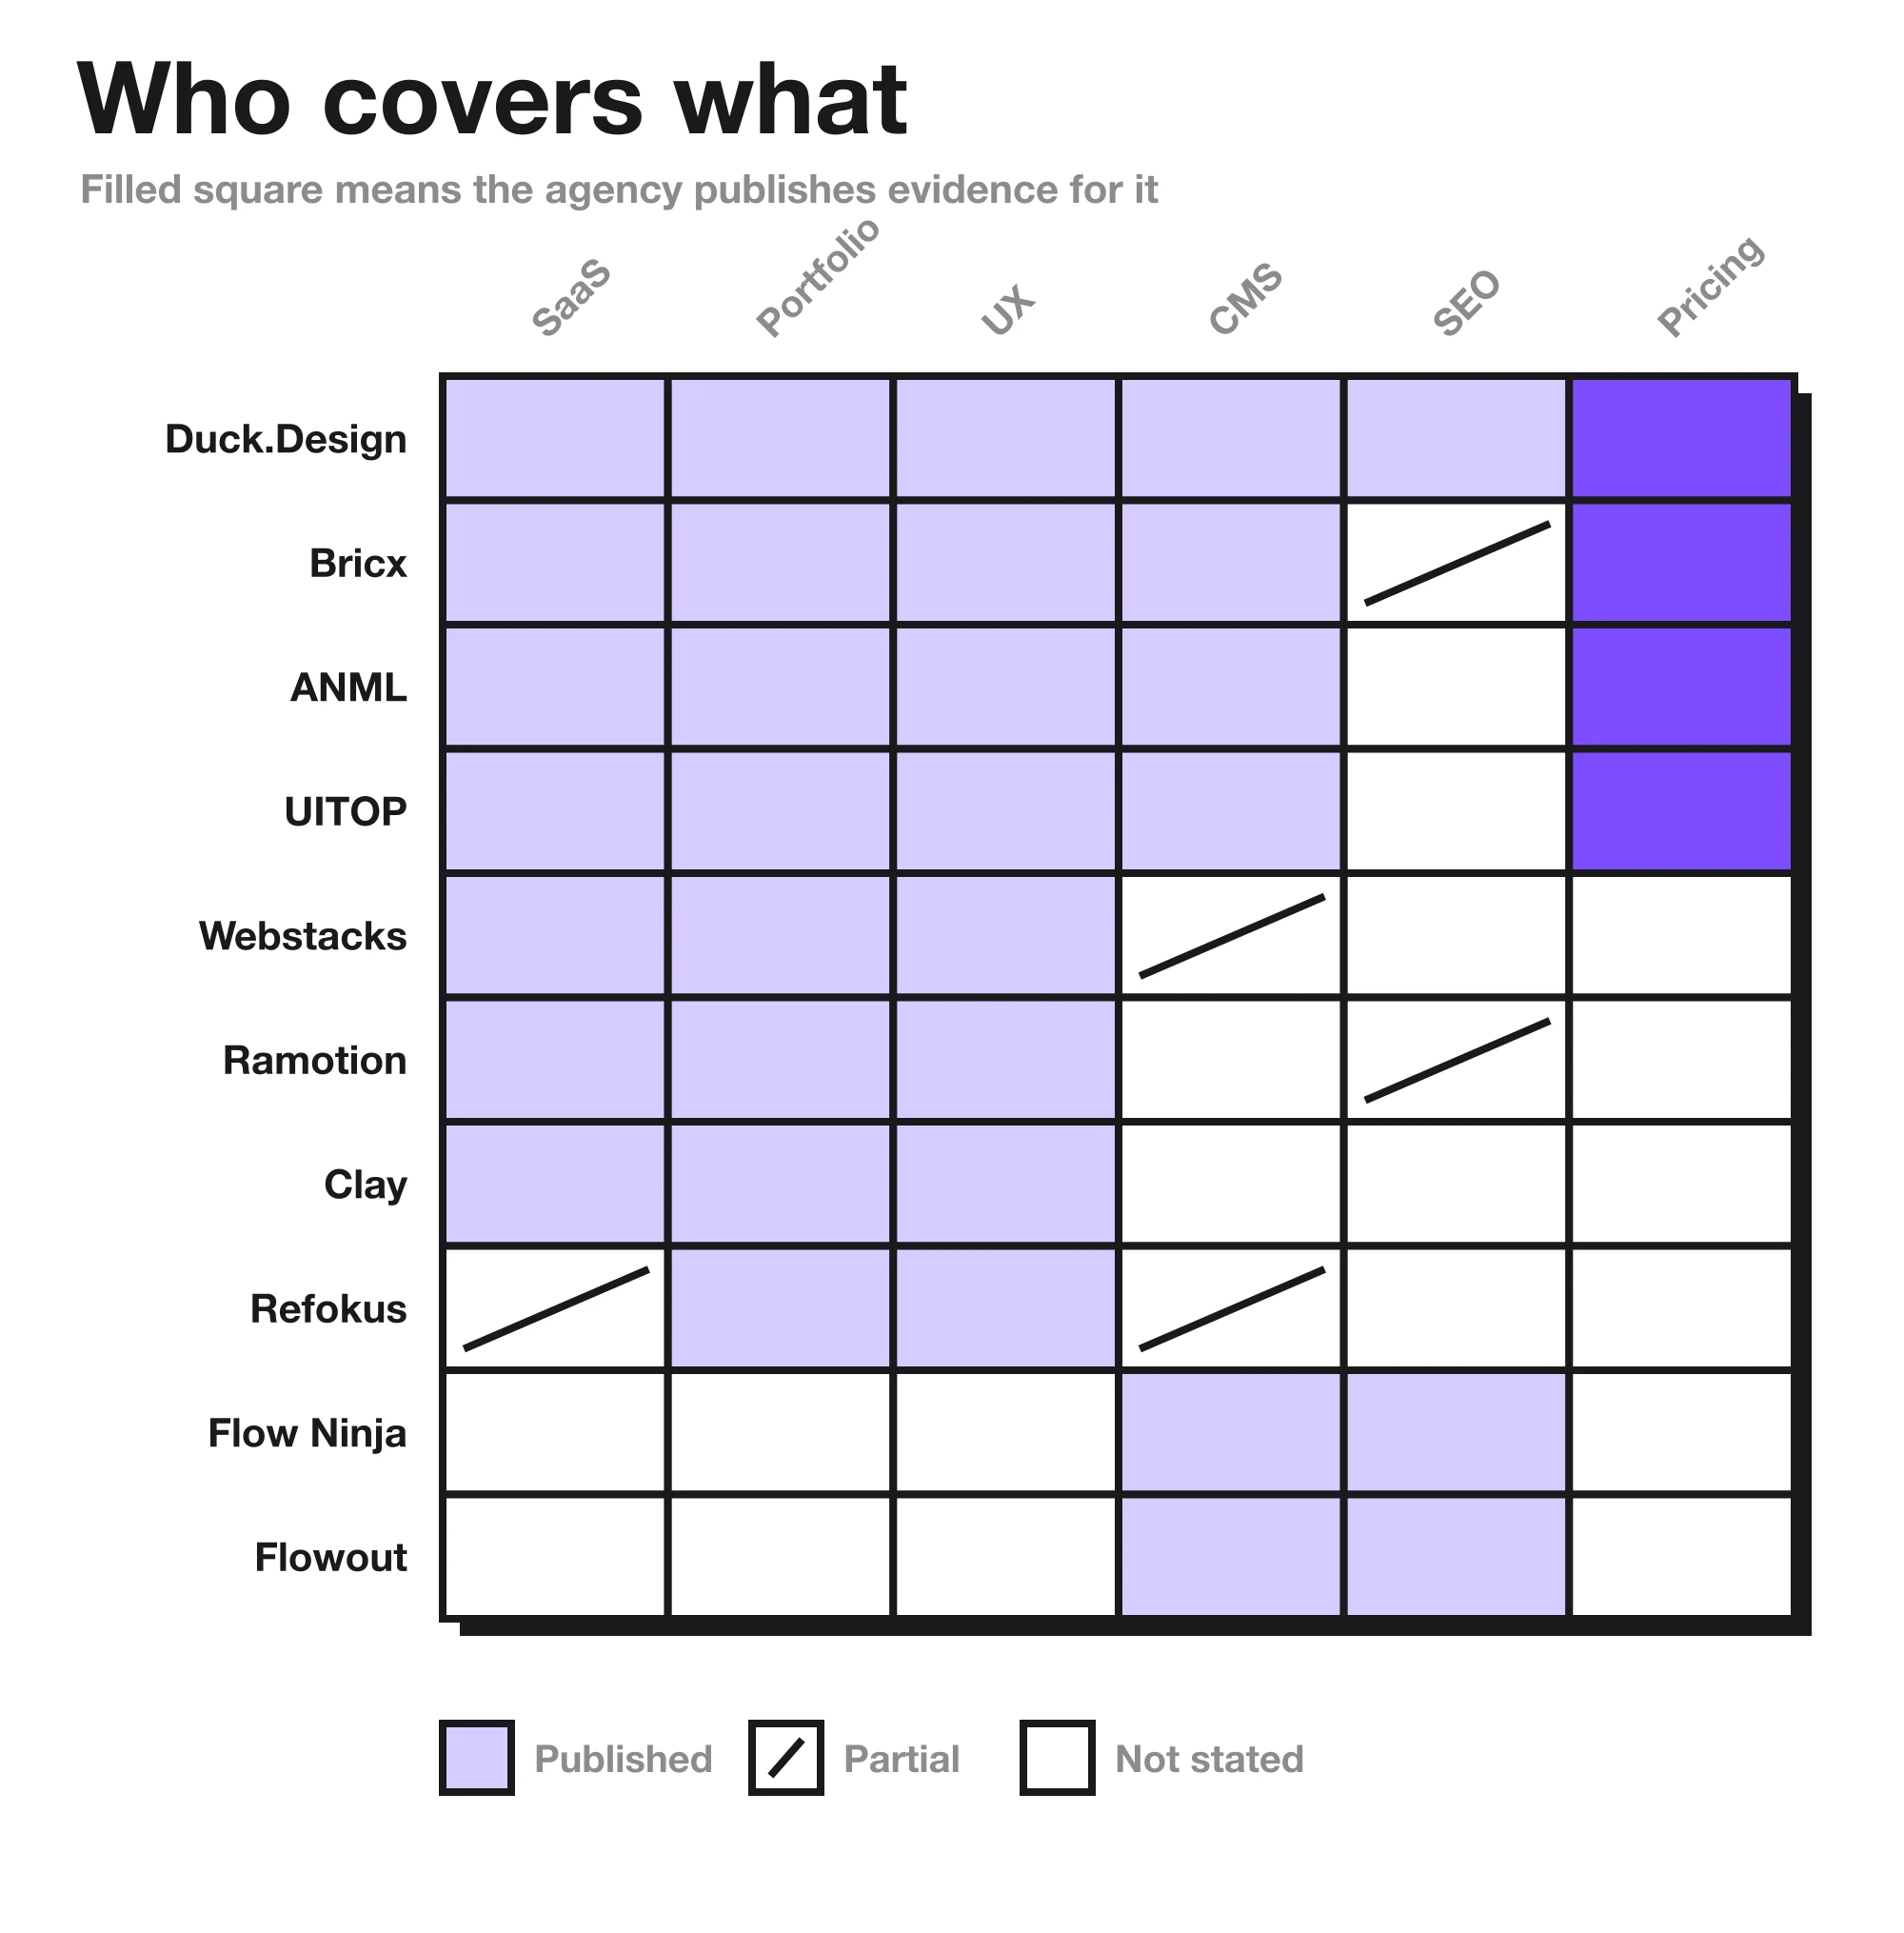 Who covers what
Filled square means the agency publishes evidence for it
SaaS
Portfolio
UX
CMS
SEO
Pricing
Duck.Design
Bricx
ANML
UITOP
Webstacks
Ramotion
Clay
Refokus
Flow Ninja
Flowout
Published
Partial
Not stated